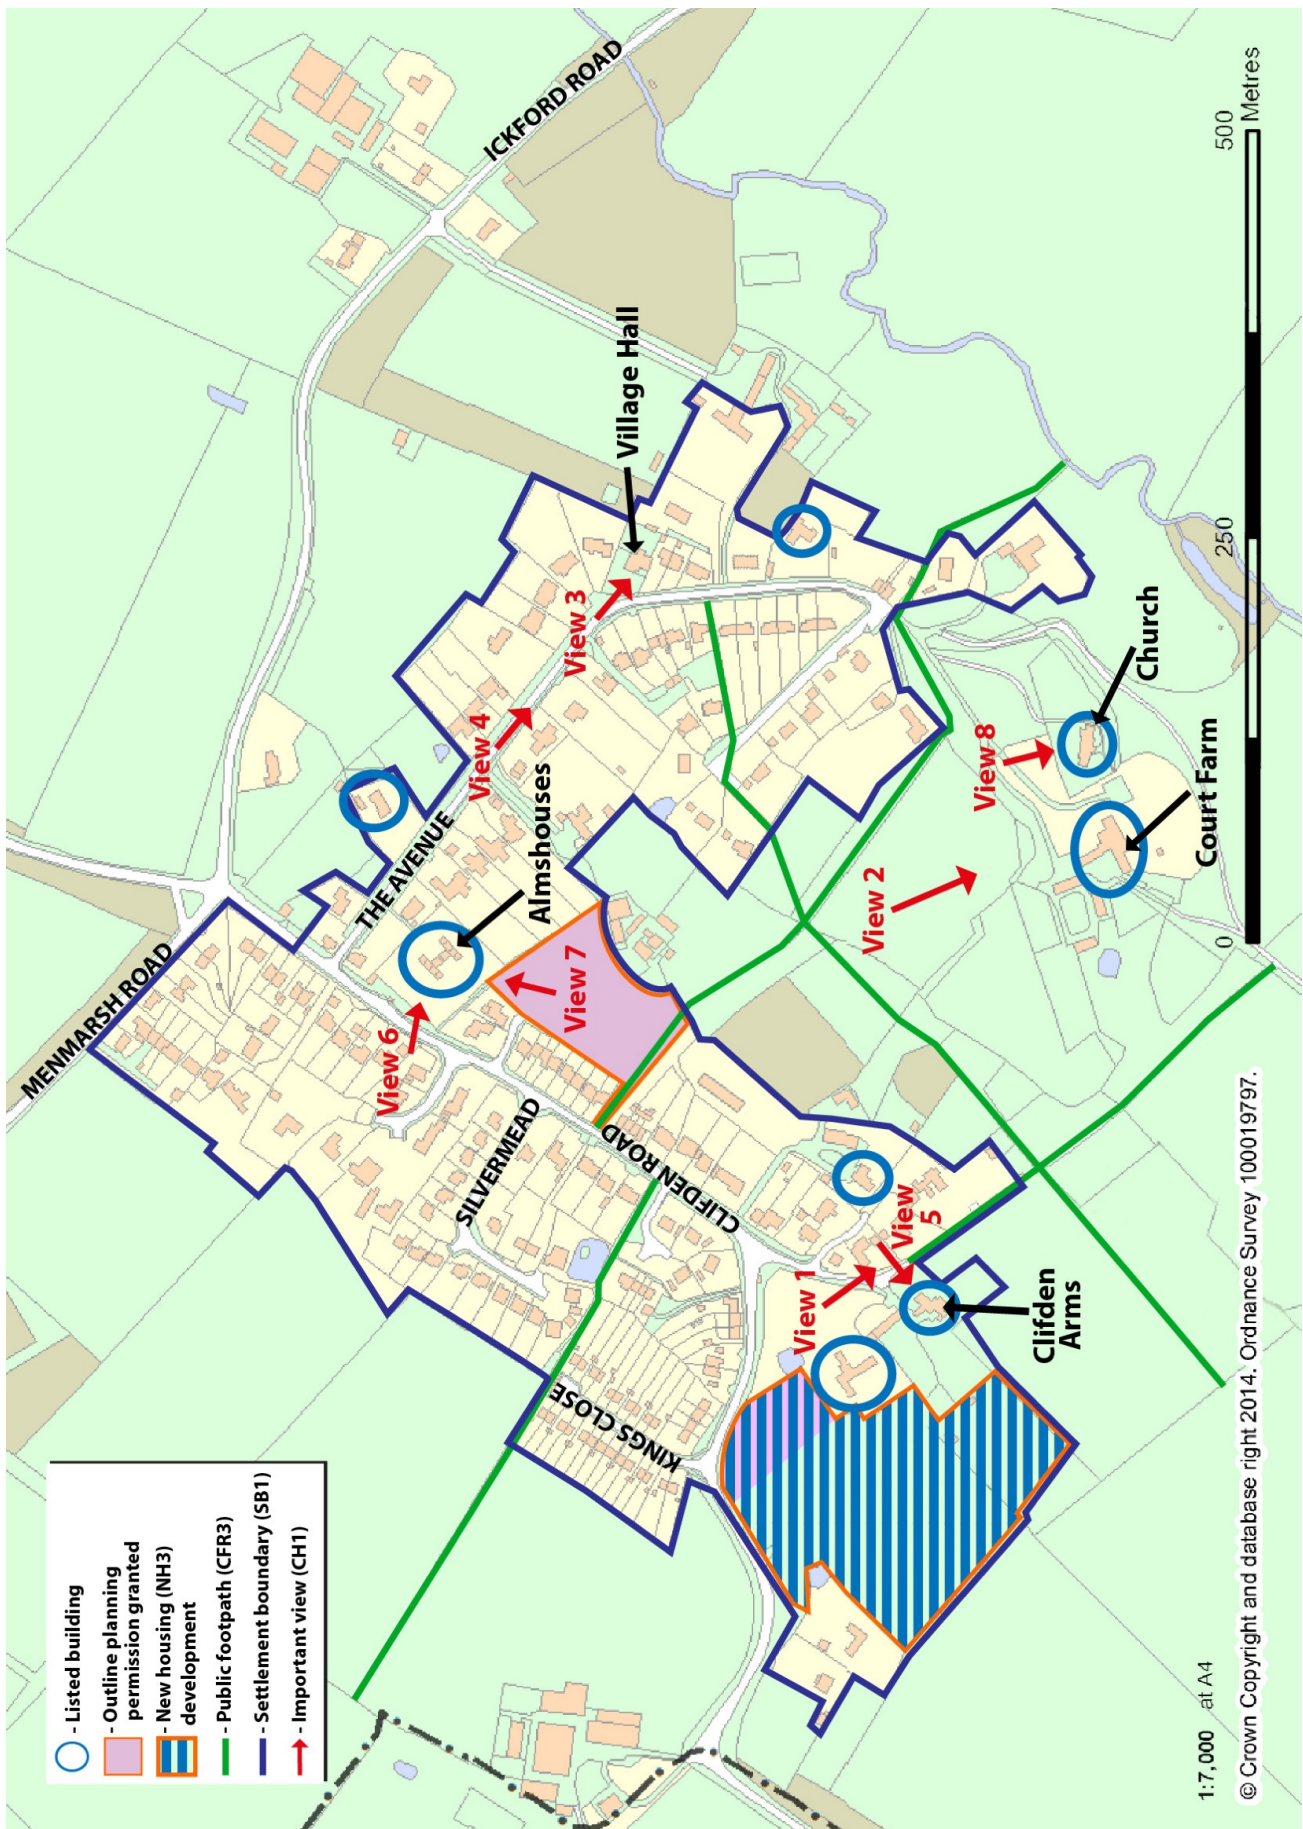 - Listed building
- Outline planning
permission granted
- New housing (NH3)
development
- Public footpath (CFR3)
- Settlement boundary (SB1)
- Important view (CH1)
MENMARSH ROAD
ICKFORD ROAD
THE AVENUE
View 6
View 4
View 3
Village Hall
Almshouses
View 7
SILVERMEAD
CLIFDEN ROAD
KINGS CLOSE
View 1
View
5
Clifden
Arms
View 2
View 8
Church
Court Farm
1:7,000 at A4
0
250
500
Metres
© Crown Copyright and database right 2014. Ordnance Survey 100019797.